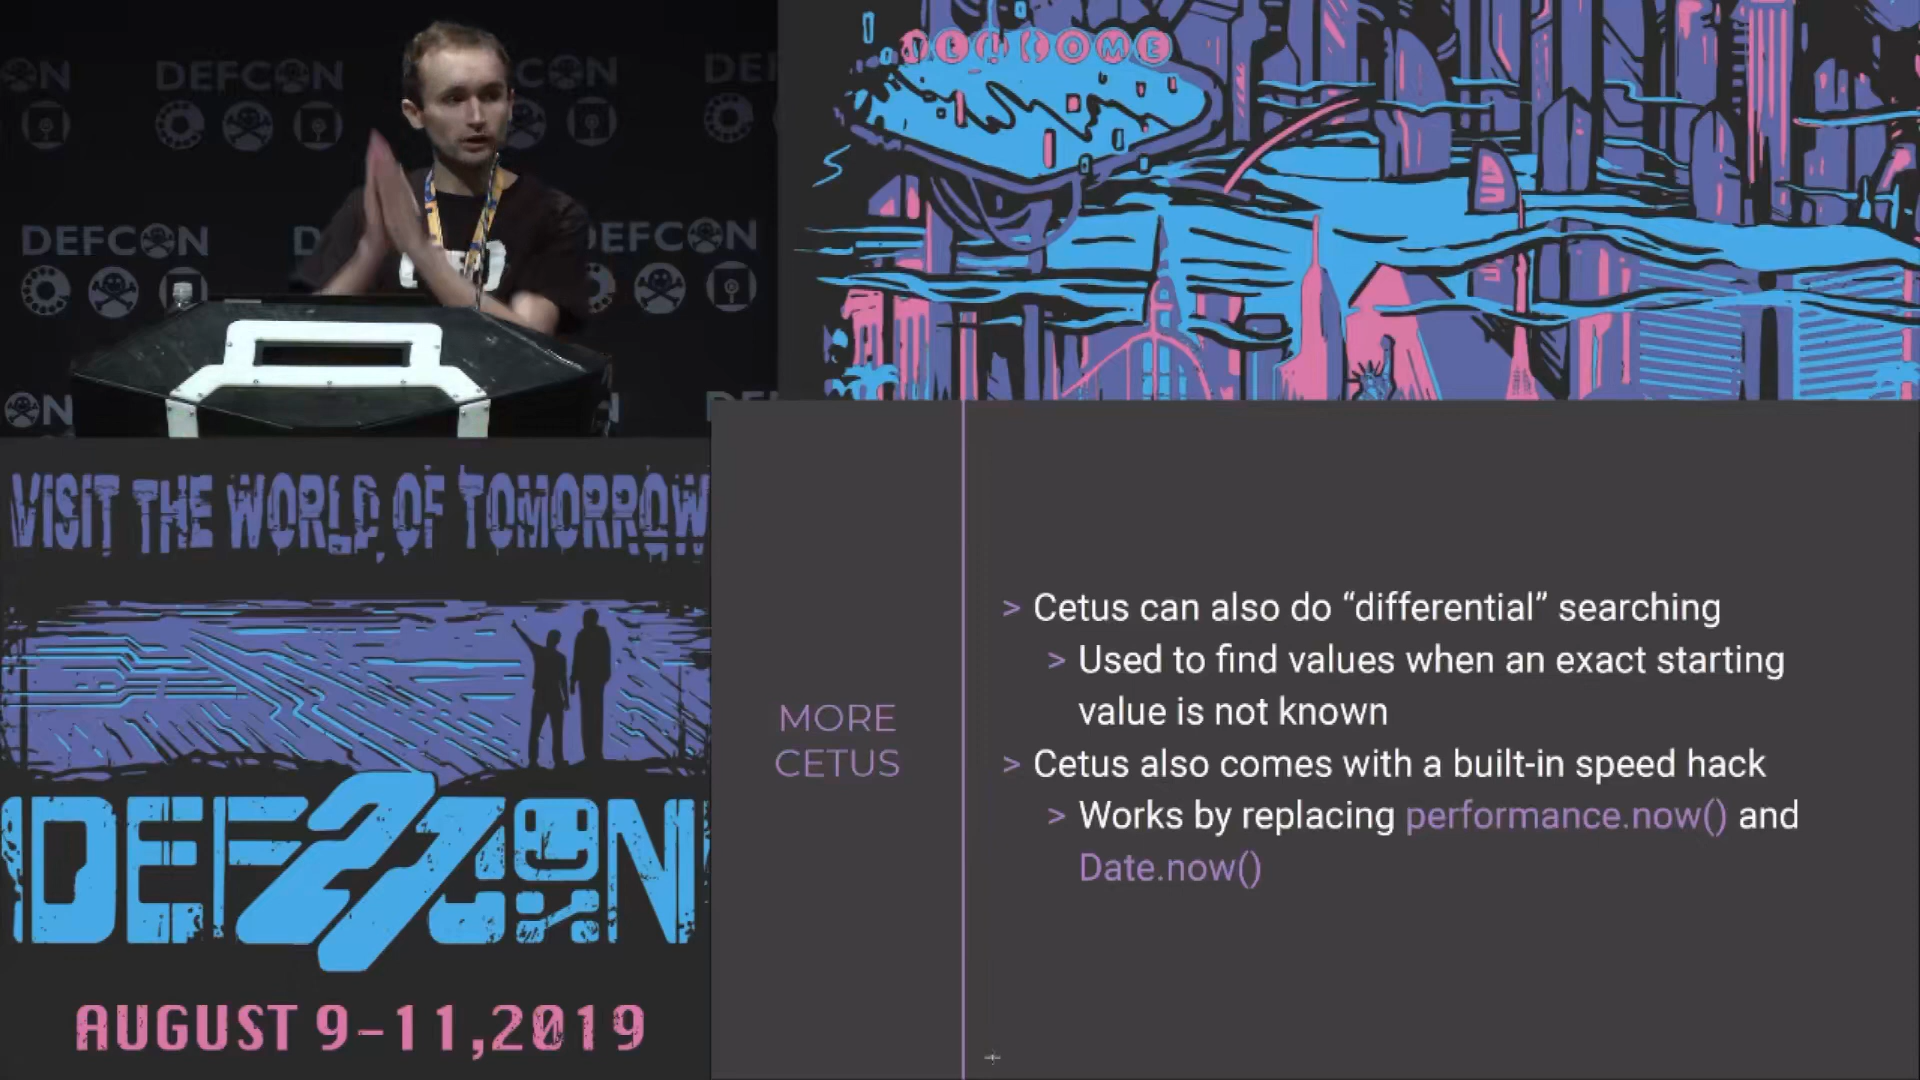 DEFCON
DEFCON
DEFCON
WELCOME
VISIT THE WORLD OF TOMORROW
DEF27CON
AUGUST 9-11,2019
MORE
CETUS
> Cetus can also do “differential” searching
> Used to find values when an exact starting
value is not known
> Cetus also comes with a built-in speed hack
> Works by replacing performance.now() and
Date.now()